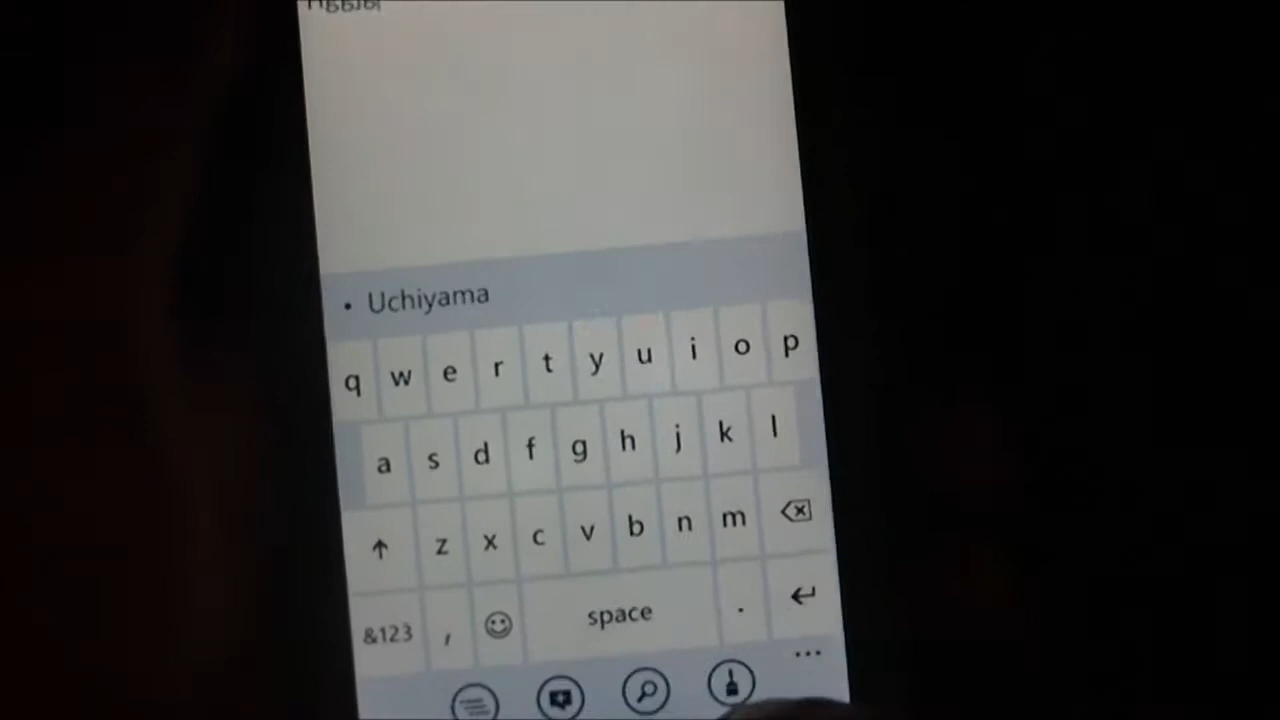 • Uchiyama
q w e r t y u i o p
a s d f g h j k l
z x c v b n m
&123 , space .